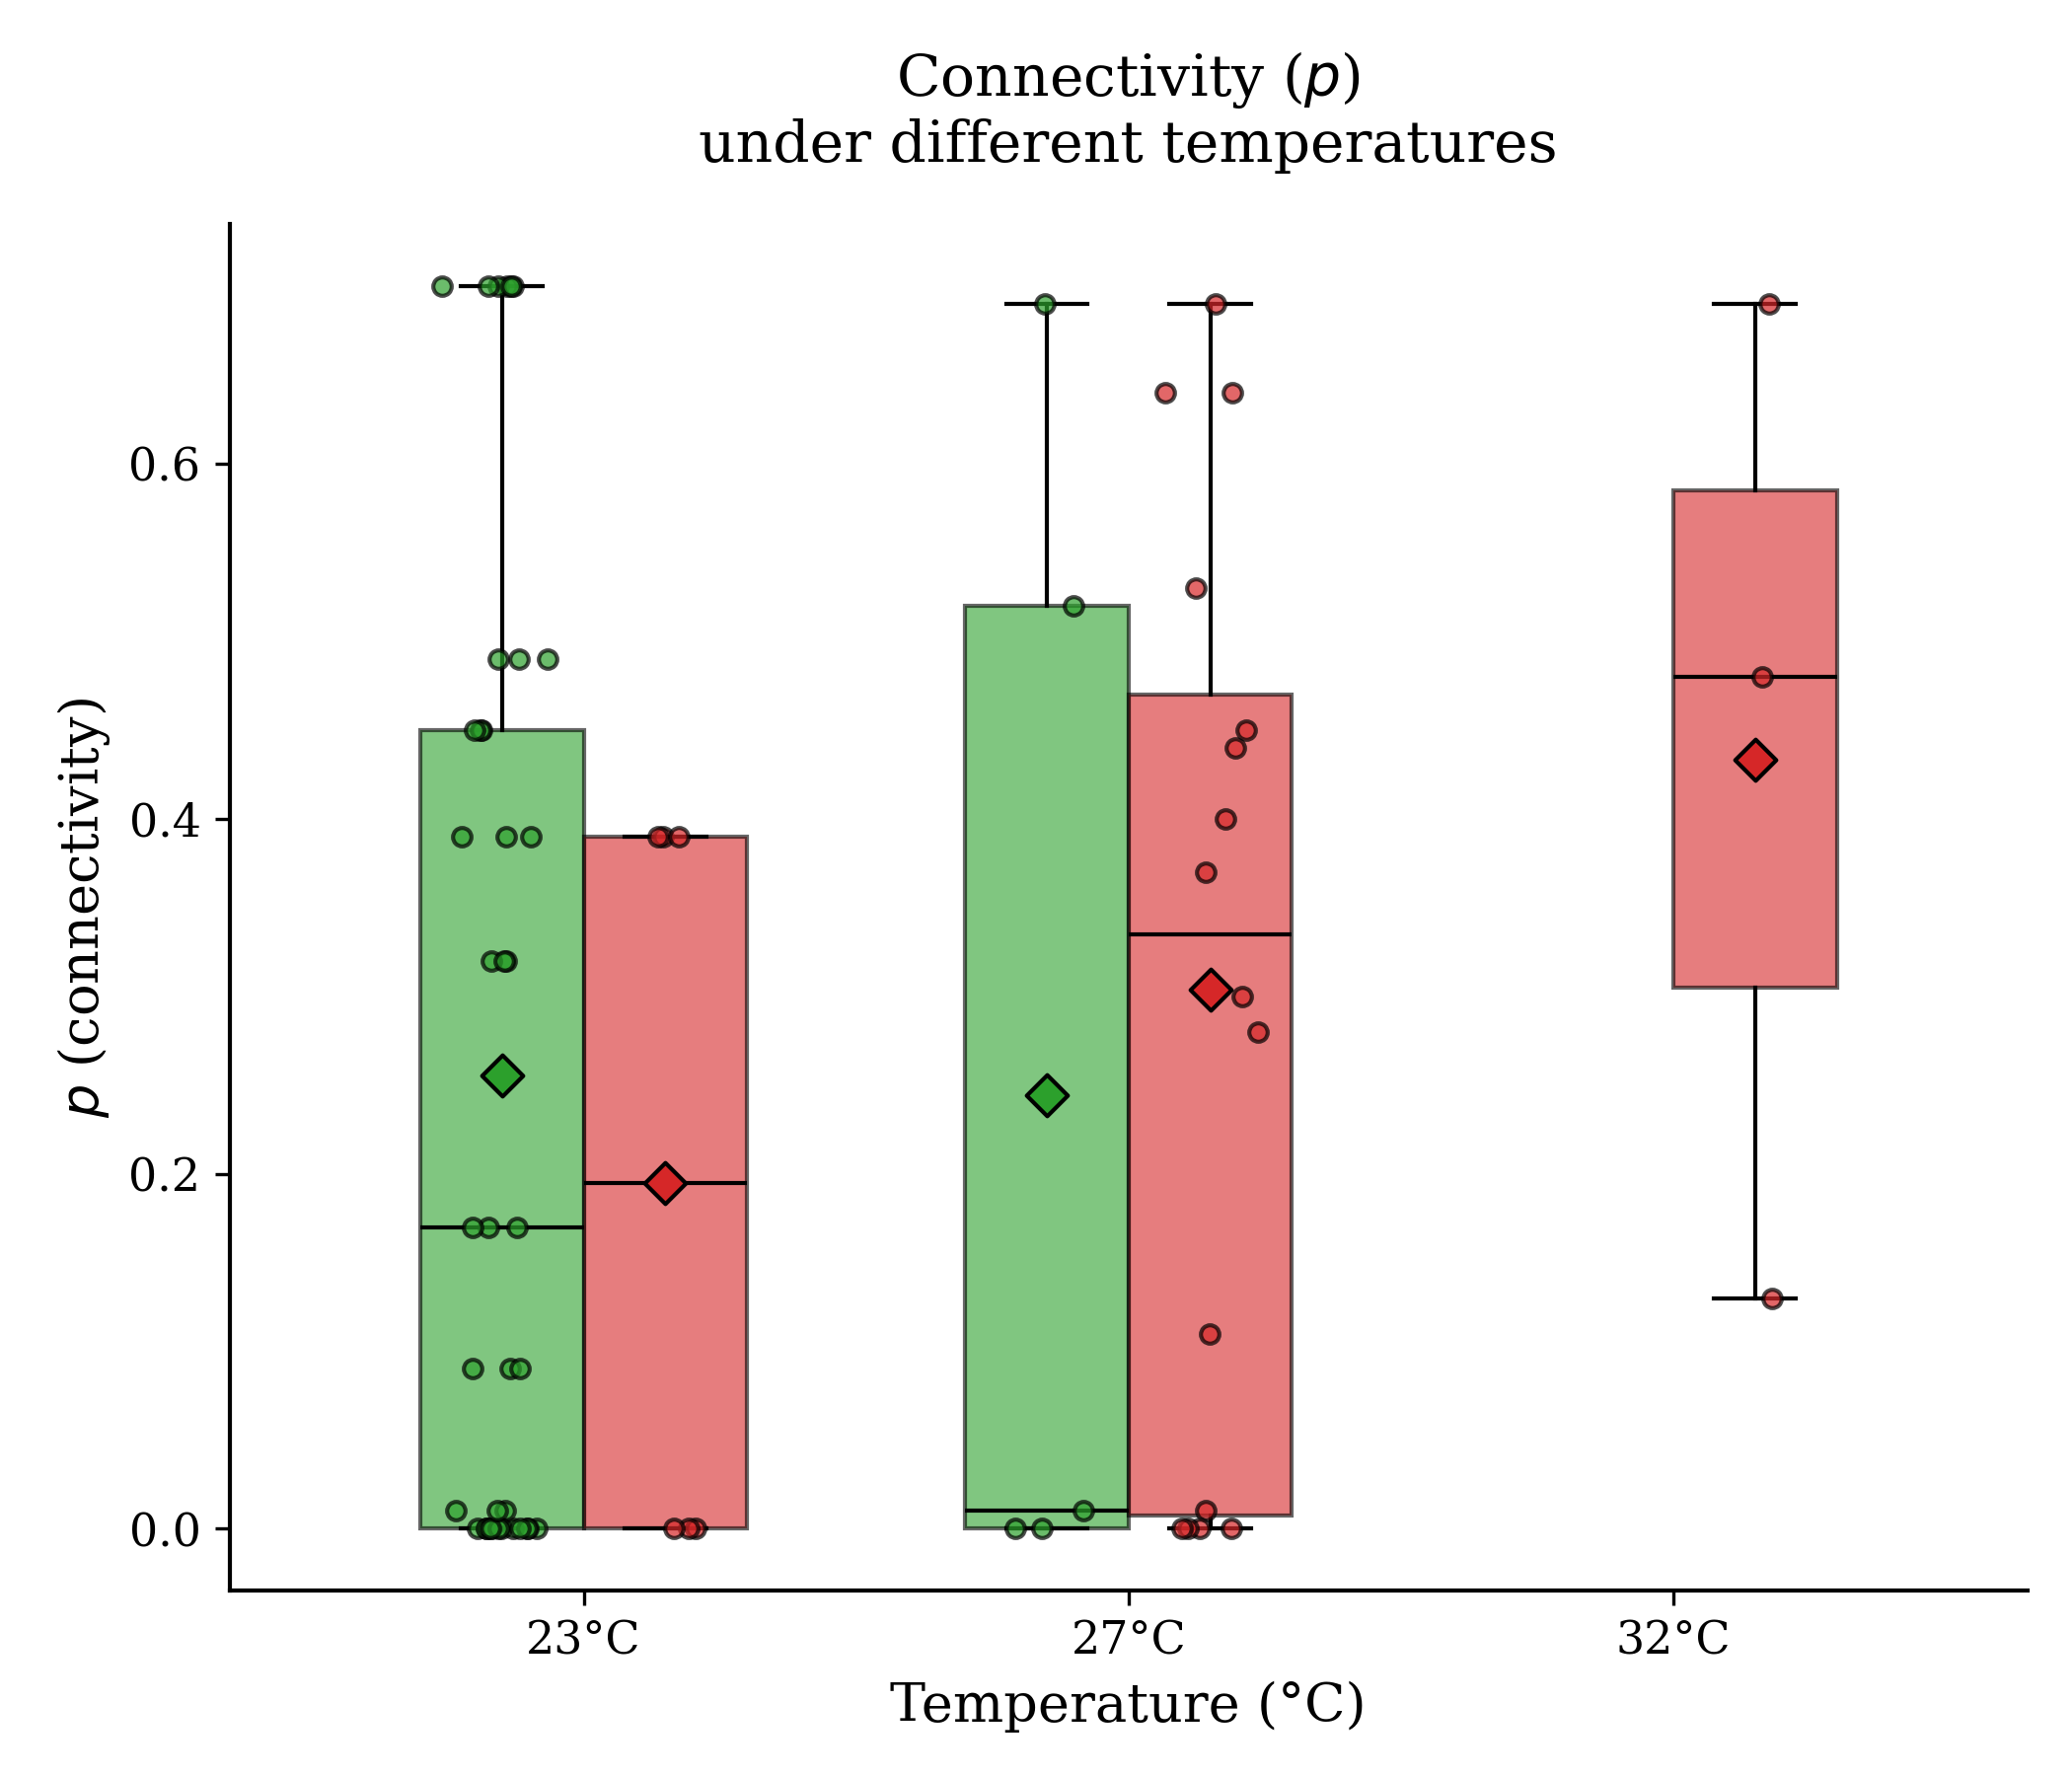 Connectivity (p)
under different temperatures
p (connectivity)
0.6
0.4
0.2
0.0
23°C
27°C
32°C
Temperature (°C)